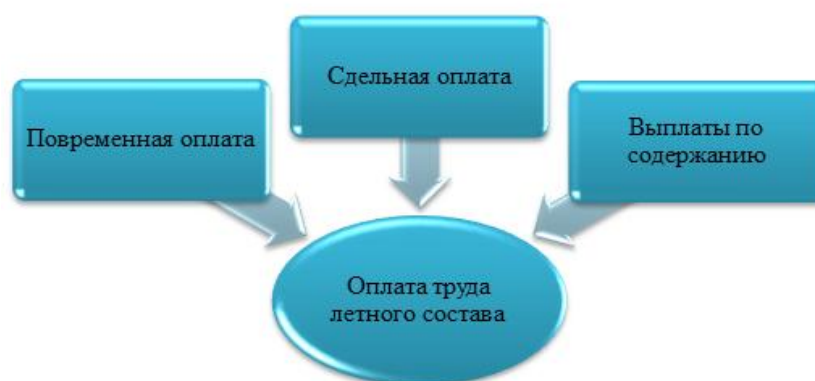 Повременная оплата
Сдельная оплата
Выплаты по
содержанию
Оплата труда
летного состава